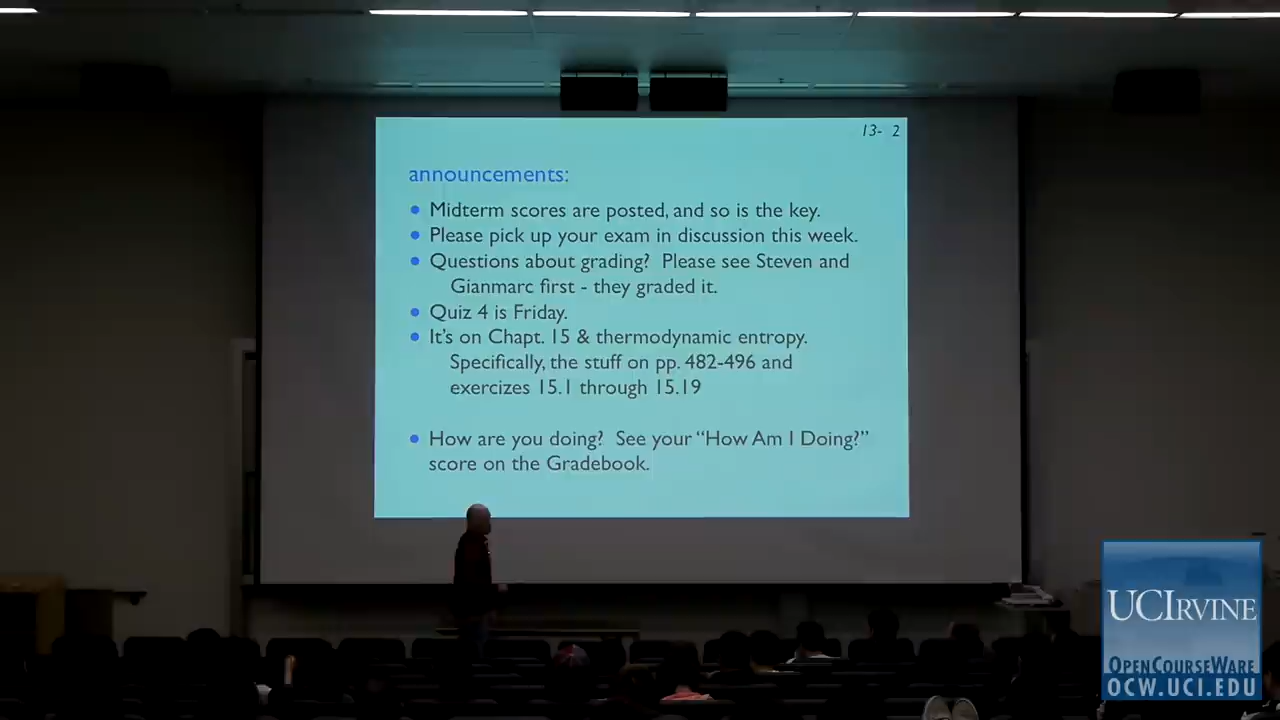 13- 2
announcements:
• Midterm scores are posted, and so is the key.
• Please pick up your exam in discussion this week.
• Questions about grading? Please see Steven and
Gianmarc first - they graded it.
• Quiz 4 is Friday.
• It's on Chapt. 15 & thermodynamic entropy.
Specifically, the stuff on pp. 482-496 and
exercizes 15.1 through 15.19
• How are you doing? See your "How Am I Doing?"
score on the Gradebook.
UCIRVINE
OPENCOURSEWARE
OCW.UCI.EDU